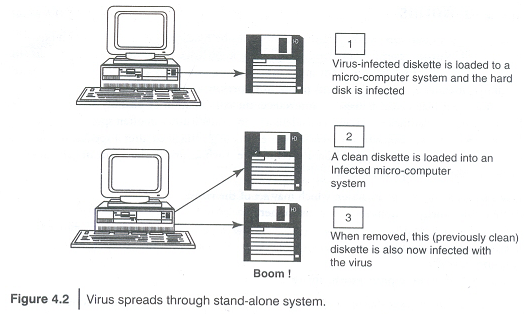 1
Virus-infected diskette is loaded to a
micro-computer system and the hard
disk is infected
2
A clean diskette is loaded into an
Infected micro-computer
system
3
When removed, this (previously clean)
diskette is also now infected with
the virus
Boom !
Figure 4.2 Virus spreads through stand-alone system.